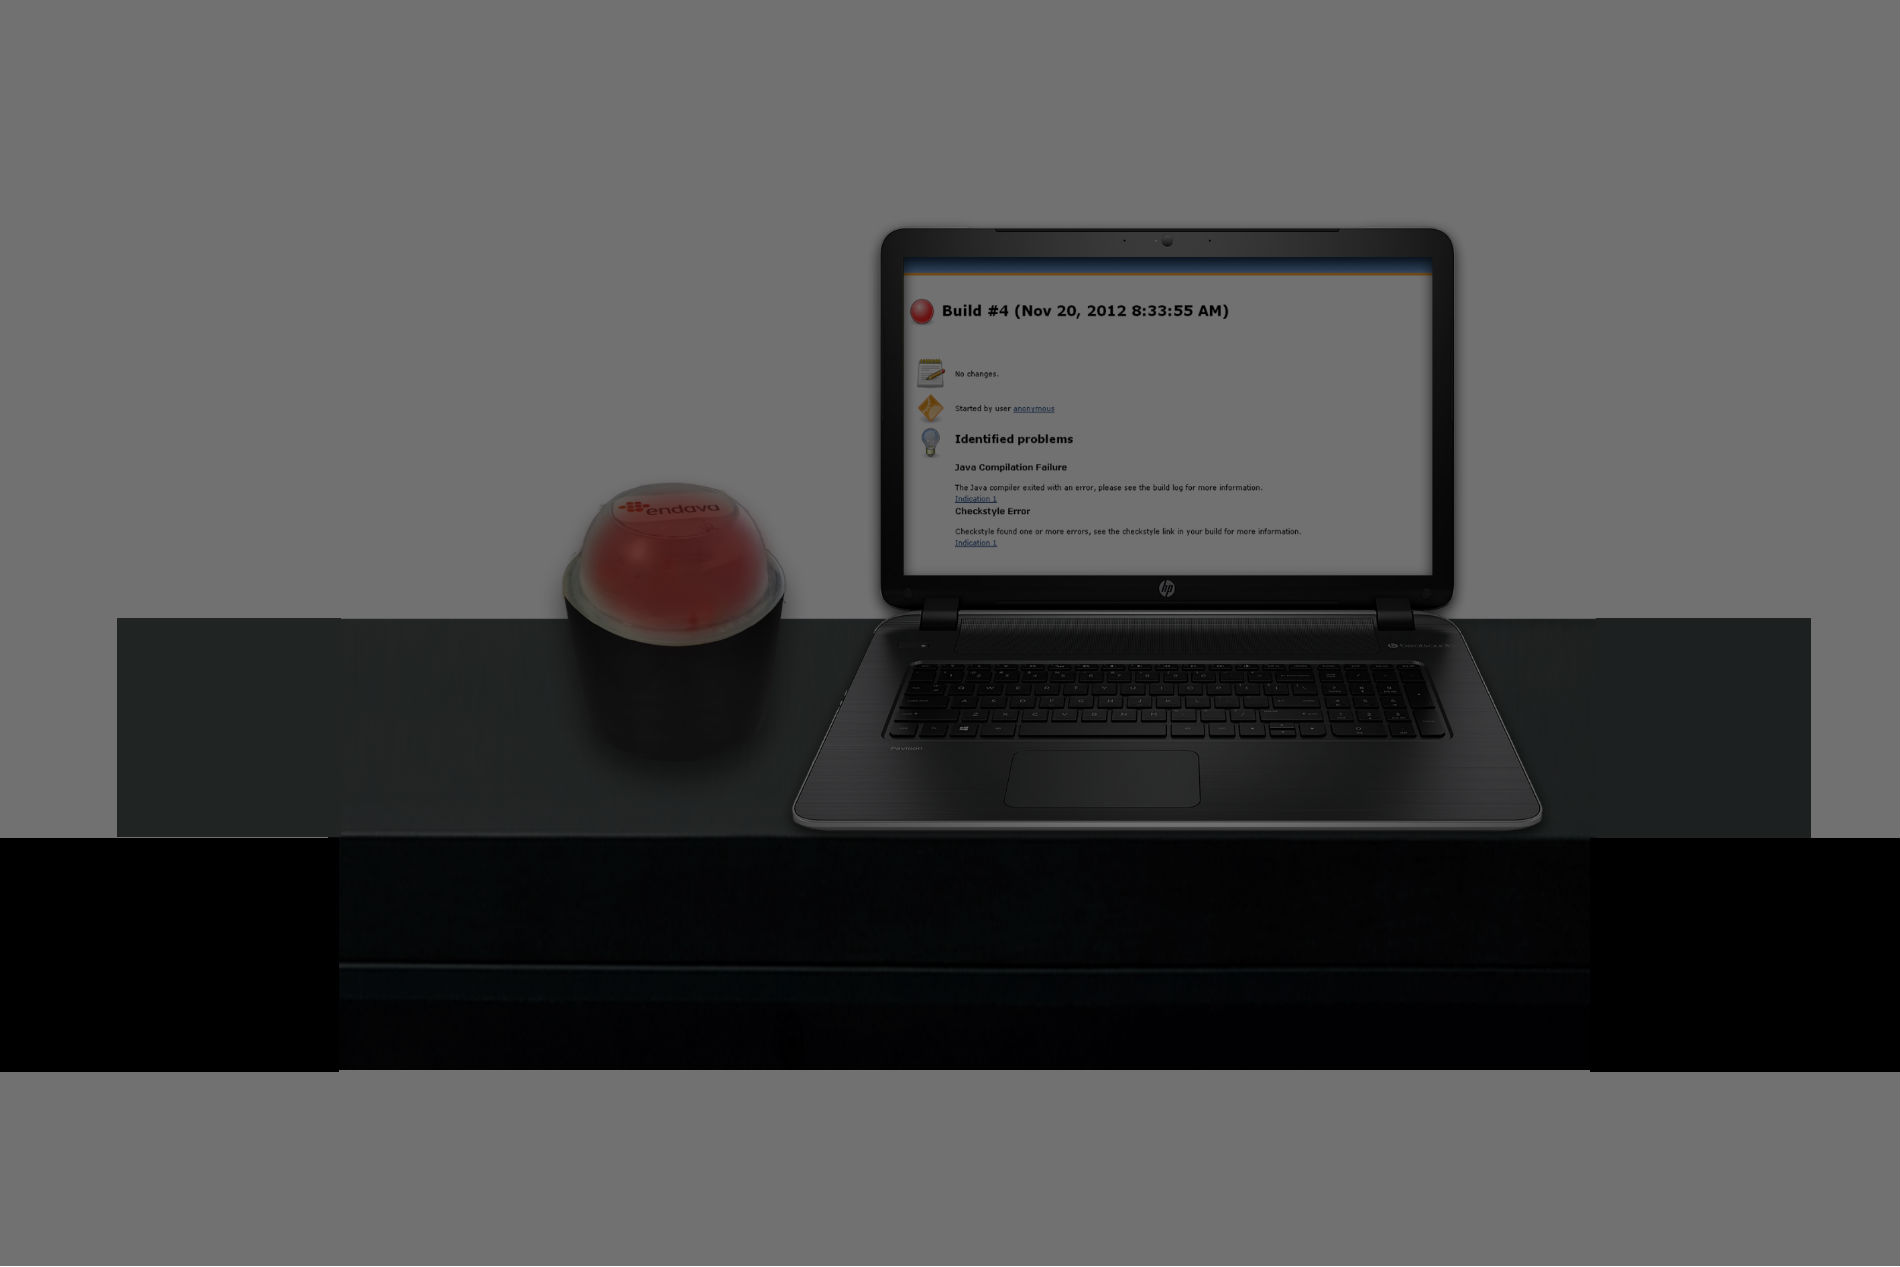 Build #4 (Nov 20, 2012 8:33:55 AM)
No changes.
Started by user anonymous
Identified problems
Java Compilation Failure
The Java compiler exited with an error, please see the build log for more information.
Indication 1
Checkstyle Error
Checkstyle found one or more errors, see the checkstyle link in your build for more information.
Indication 1
endava
hp
Pavilion